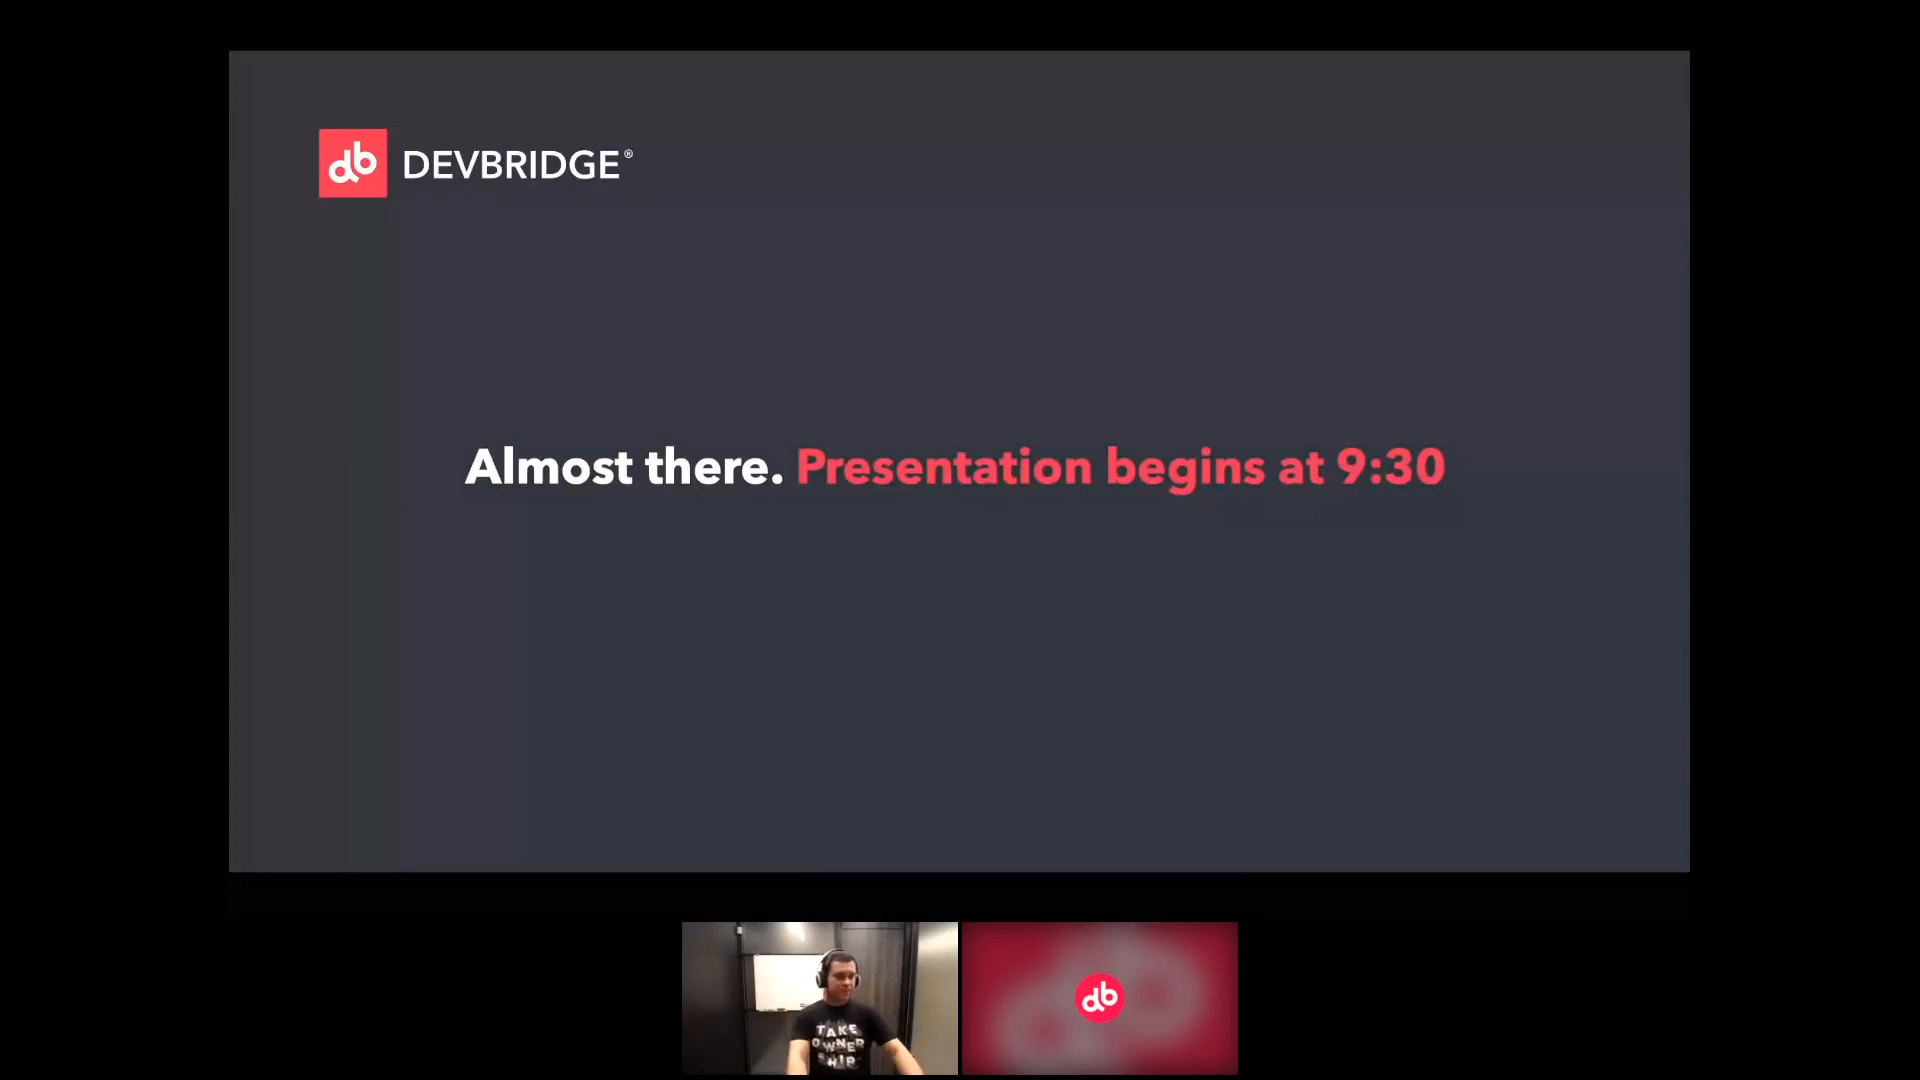 db DEVBRIDGE®
Almost there. Presentation begins at 9:30
TAKE
OWNER
SHIP
db